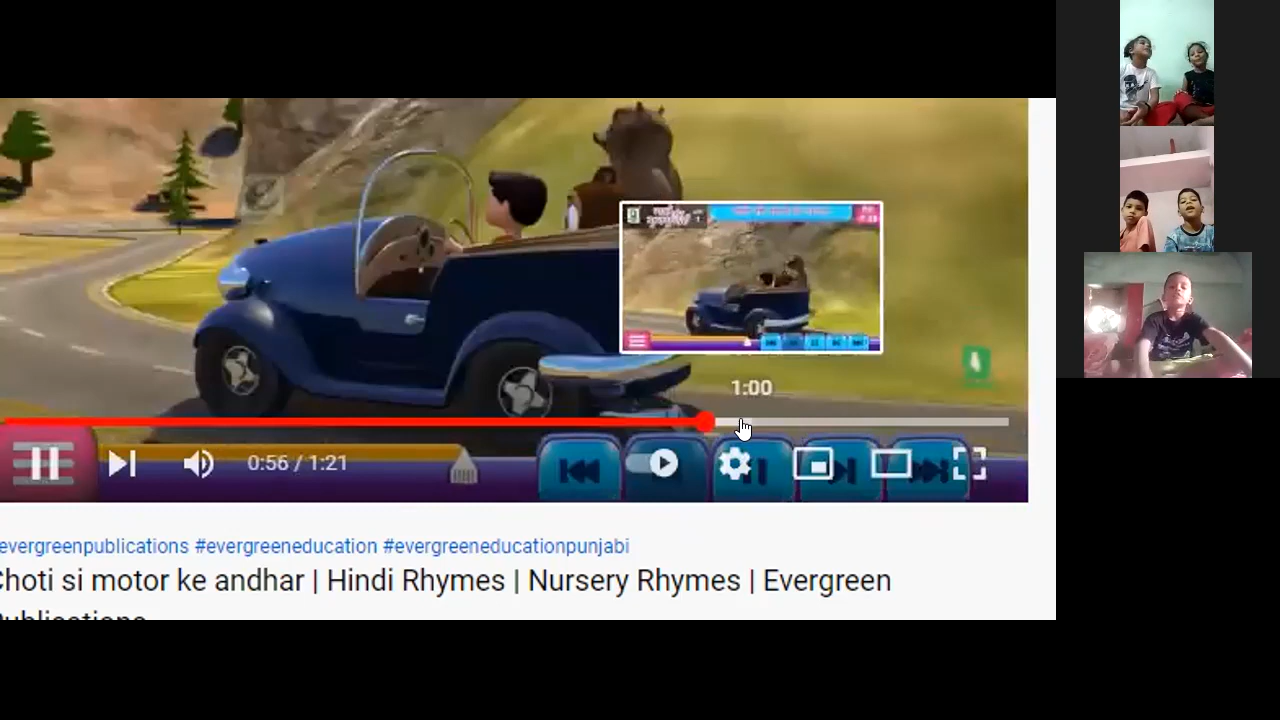 1:00
0:56 / 1:21
evergreenpublications #evergreeneducation #evergreeneducationpunjabi
Choti si motor ke andhar | Hindi Rhymes | Nursery Rhymes | Evergreen
Publications